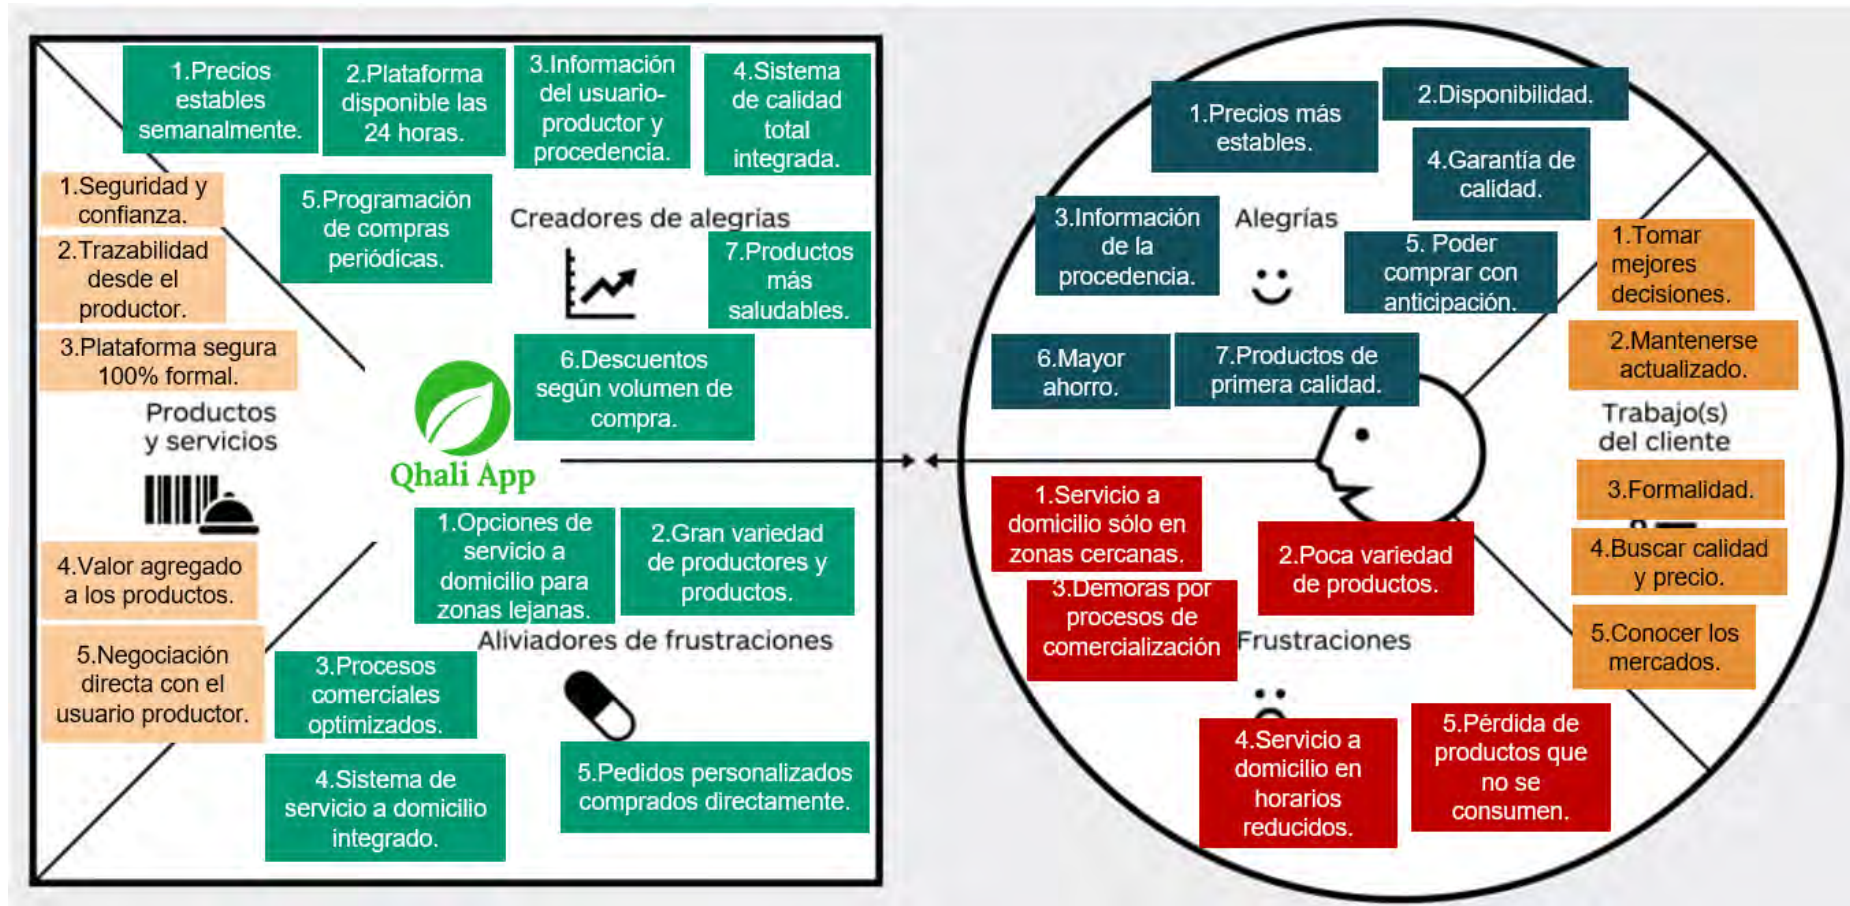 1.Precios
estables
semanalmente.
2.Plataforma
disponible las
24 horas.
3.Información
del usuario-
productor y
procedencia.
4.Sistema
de calidad
total
integrada.
1.Seguridad y
confianza.
5.Programación
de compras
periódicas.
Creadores de alegrías
2.Trazabilidad
desde el
productor.
7.Productos
más
saludables.
3.Plataforma segura
100% formal.
6.Descuentos
según volumen de
compra.
Productos
y servicios
Qhali App
4.Valor agregado
a los productos.
1.Opciones de
servicio a
domicilio para
zonas lejanas.
2.Gran variedad
de productores y
productos.
Aliviadores de frustraciones
5.Negociación
directa con el
usuario productor.
3.Procesos
comerciales
optimizados.
4.Sistema de
servicio a domicilio
integrado.
5.Pedidos personalizados
comprados directamente.
1.Precios más
estables.
2.Disponibilidad.
4.Garantía de
calidad.
3.Información
de la
procedencia.
Alegrías
5. Poder
comprar con
anticipación.
1.Tomar
mejores
decisiones.
6.Mayor
ahorro.
7.Productos de
primera calidad.
2.Mantenerse
actualizado.
Trabajo(s)
del cliente
1.Servicio a
domicilio sólo en
zonas cercanas.
2.Poca variedad
de productos.
3.Formalidad.
4.Buscar calidad
y precio.
3.Demoras por
procesos de
comercialización
Frustraciones
5.Conocer los
mercados.
4.Servicio a
domicilio en
horarios
reducidos.
5.Pérdida de
productos que
no se
consumen.